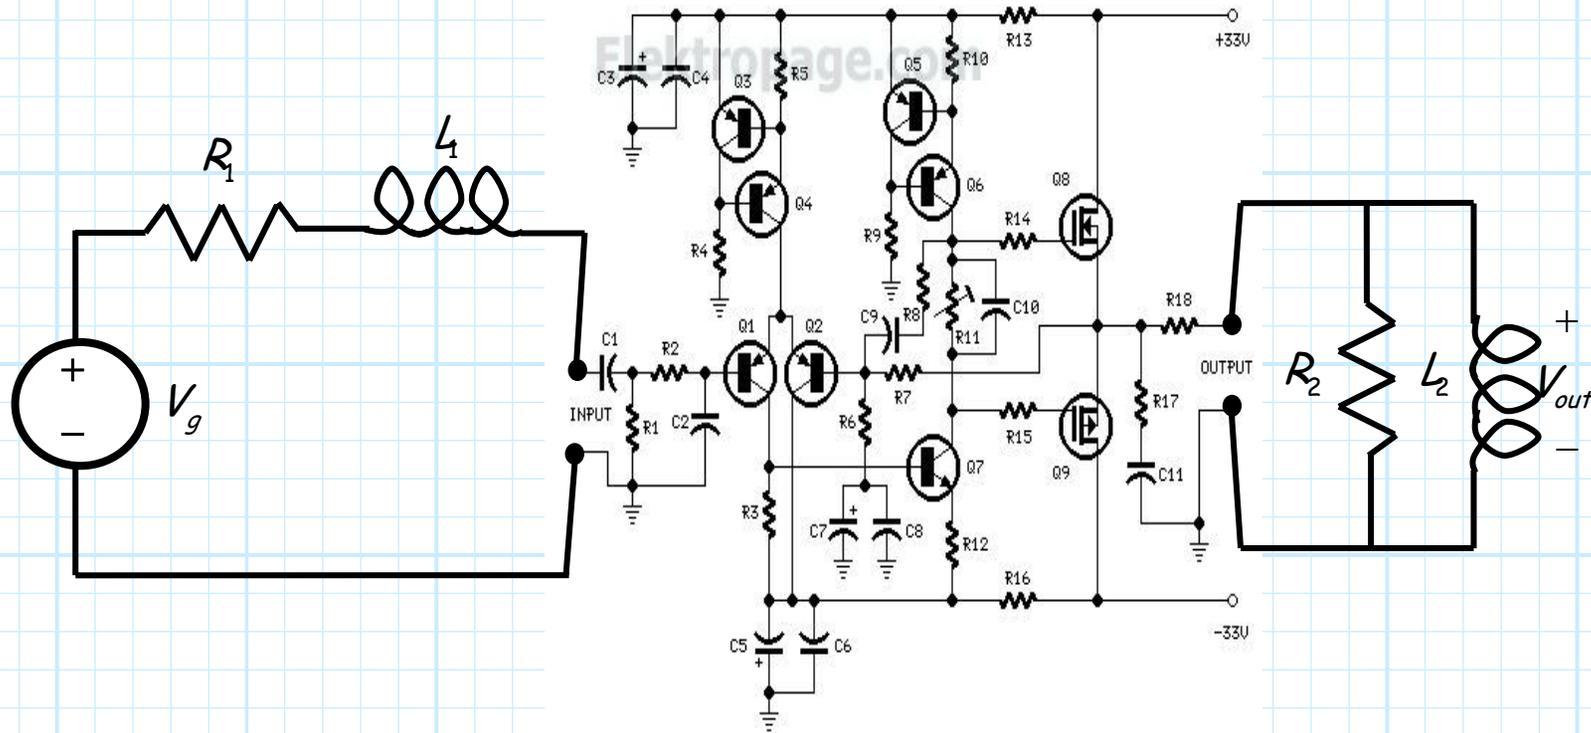 Elektropage.com
R13
+33V
C3
+
C4
Q3
R5
Q5
R10
R1
L1
Q4
Q6
Q8
R4
R9
R14
C9
R8
R11
C10
R18
+
Vg
−
+
C1
R2
Q1
Q2
R7
OUTPUT
R2
L2
Vout
−
INPUT
R1
C2
R6
R15
R17
Q7
Q9
C11
R3
C7
+
C8
R12
R16
-33V
C5
+
C6